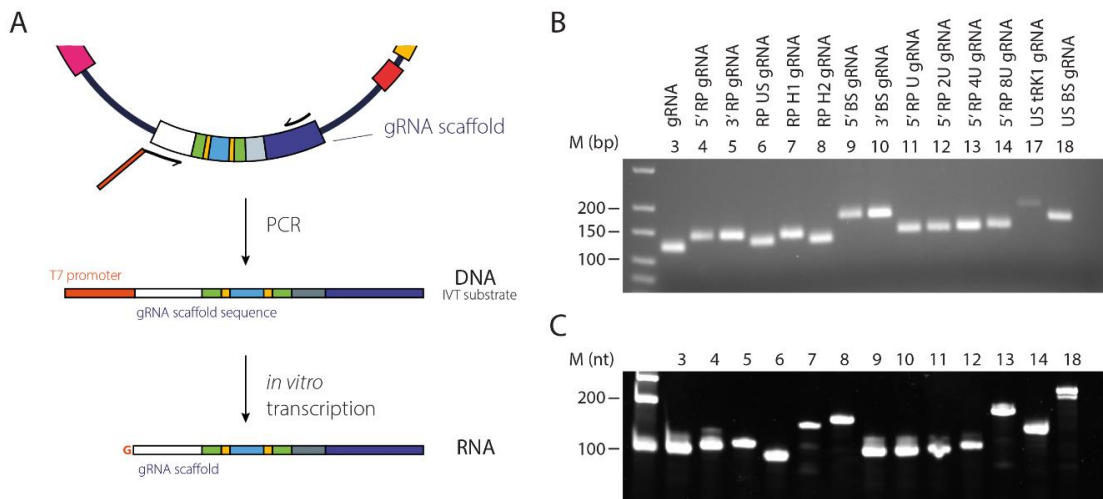 A
gRNA scaffold
PCR
T7 promoter
DNA
IVT substrate
gRNA scaffold sequence
in vitro
transcription
G
RNA
gRNA scaffold
B
gRNA
5′ RP gRNA
3′ RP gRNA
RP US gRNA
RP H1 gRNA
RP H2 gRNA
5′ BS gRNA
3′ BS gRNA
5′ RP U gRNA
5′ RP 2U gRNA
5′ RP 4U gRNA
5′ RP 8U gRNA
US tRK1 gRNA
US BS gRNA
M (bp) 3 4 5 6 7 8 9 10 11 12 13 14 17 18
200
150
100
C
M (nt) 3 4 5 6 7 8 9 10 11 12 13 14 18
200
100